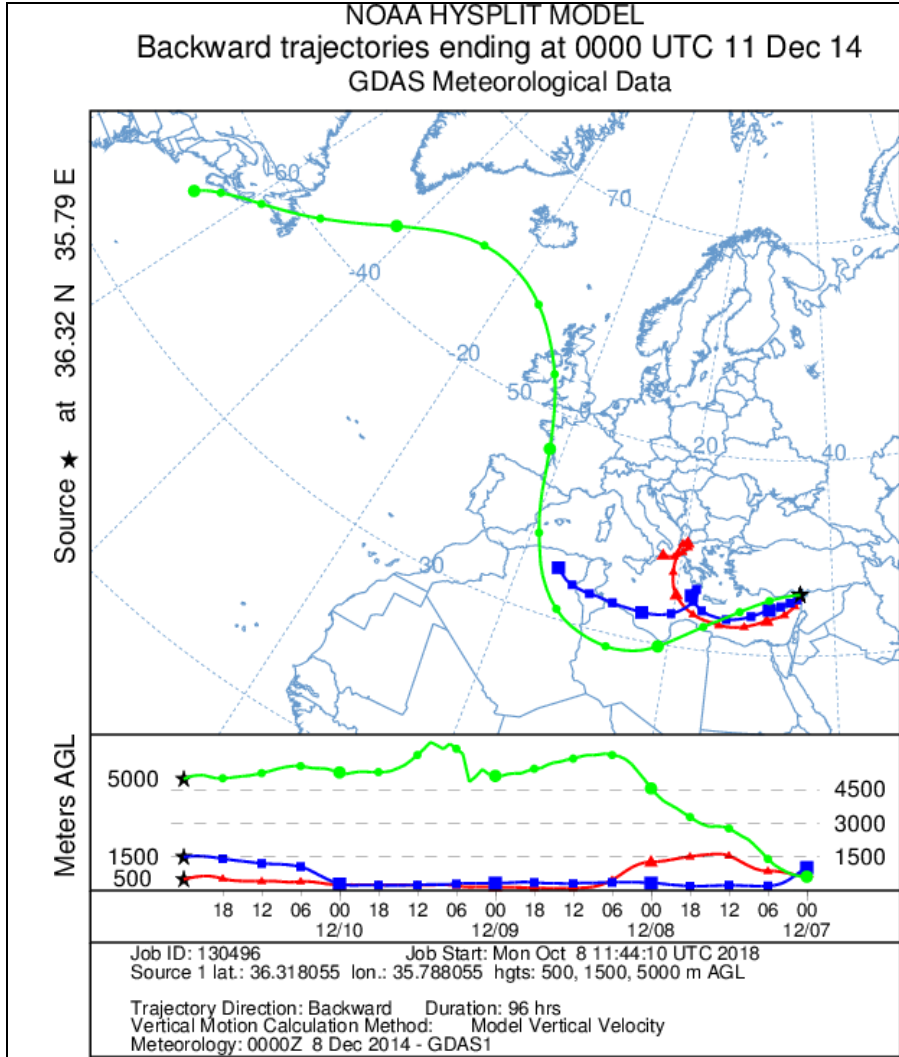 NOAA HYSPLIT MODEL
Backward trajectories ending at 0000 UTC 11 Dec 14
GDAS Meteorological Data
Source ★ at 36.32 N 35.79 E
-60
70
-40
-20
50
0
20
40
30
Meters AGL
5000
1500
500
4500
3000
1500
18 12 06 00 18 12 06 00 18 12 06 00 18 12 06 00
12/10 12/09 12/08 12/07
Job ID: 130496 Job Start: Mon Oct 8 11:44:10 UTC 2018
Source 1 lat.: 36.318055 lon.: 35.788055 hgts: 500, 1500, 5000 m AGL
Trajectory Direction: Backward Duration: 96 hrs
Vertical Motion Calculation Method: Model Vertical Velocity
Meteorology: 0000Z 8 Dec 2014 - GDAS1